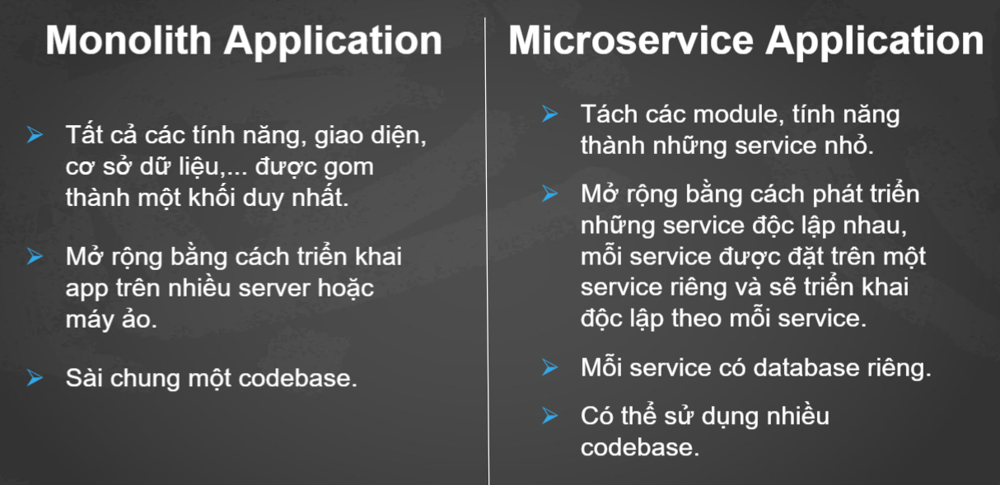 Monolith Application
Tất cả các tính năng, giao diện,
cơ sở dữ liệu,... được gom
thành một khối duy nhất.
Mở rộng bằng cách triển khai
app trên nhiều server hoặc
máy ảo.
Sài chung một codebase.
Microservice Application
Tách các module, tính năng
thành những service nhỏ.
Mở rộng bằng cách phát triển
những service độc lập nhau,
mỗi service được đặt trên một
service riêng và sẽ triển khai
độc lập theo mỗi service.
Mỗi service có database riêng.
Có thể sử dụng nhiều
codebase.